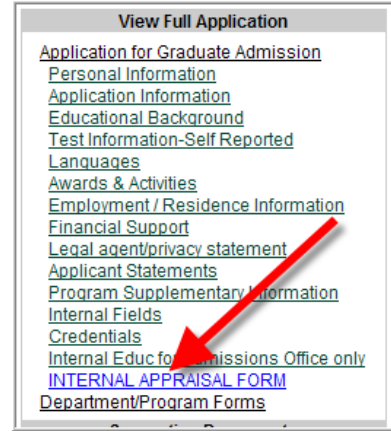 View Full Application
Application for Graduate Admission
Personal Information
Application Information
Educational Background
Test Information-Self Reported
Languages
Awards & Activities
Employment / Residence Information
Financial Support
Legal agent/privacy statement
Applicant Statements
Program Supplementary Information
Internal Fields
Credentials
Internal Educ for Admissions Office only
INTERNAL APPRAISAL FORM
Department/Program Forms